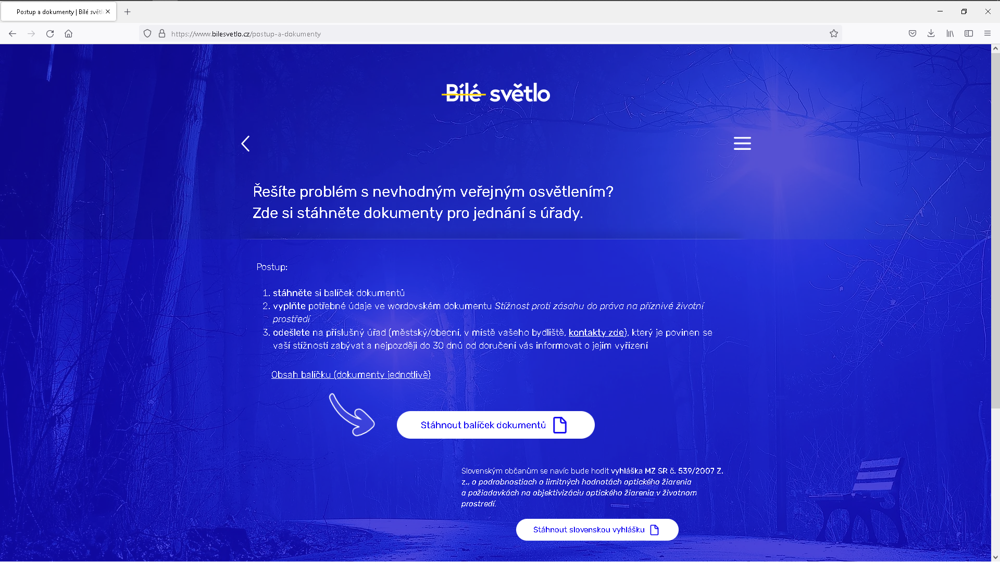 Postup a dokumenty | Bílé světl
https://www.bilesvetlo.cz/postup-a-dokumenty
Bílé světlo
Řešíte problém s nevhodným veřejným osvětlením?
Zde si stáhněte dokumenty pro jednání s úřady.
Postup:
1. stáhněte si balíček dokumentů
2. vyplňte potřebné údaje ve wordovském dokumentu Stížnost proti zásahu do práva na příznivé životní
prostředí
3. odešlete na příslušný úřad (městský/obecní, v místě vašeho bydliště, kontakty zde), který je povinen se
vaší stížností zabývat a nejpozději do 30 dnů od doručení vás informovat o jejím vyřízení
Obsah balíčku (dokumenty jednotlivě)
Stáhnout balíček dokumentů
Slovenským občanům se navíc bude hodit vyhláška MZ SR č. 539/2007 Z.
z., o podrobnostiach o limitných hodnotách optického žiarenia
a požiadavkách na objektivizáciu optického žiarenia v životnom
prostredí.
Stáhnout slovenskou vyhlášku